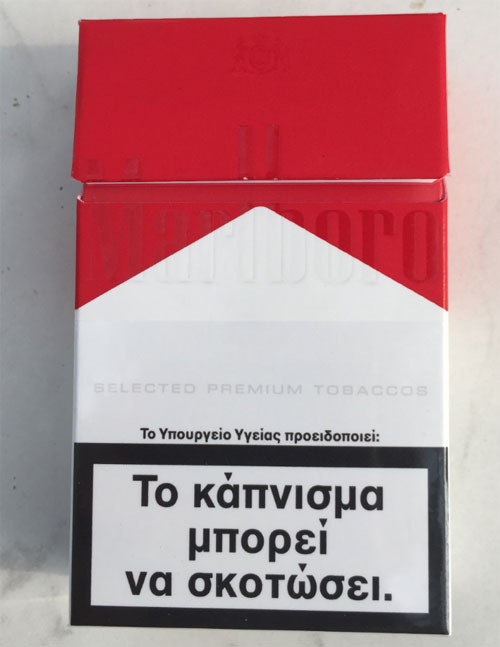 Marlboro
SELECTED PREMIUM TOBACCOS
Το Υπουργείο Υγείας προειδοποιεί:
Το κάπνισμα
μπορεί
να σκοτώσει.